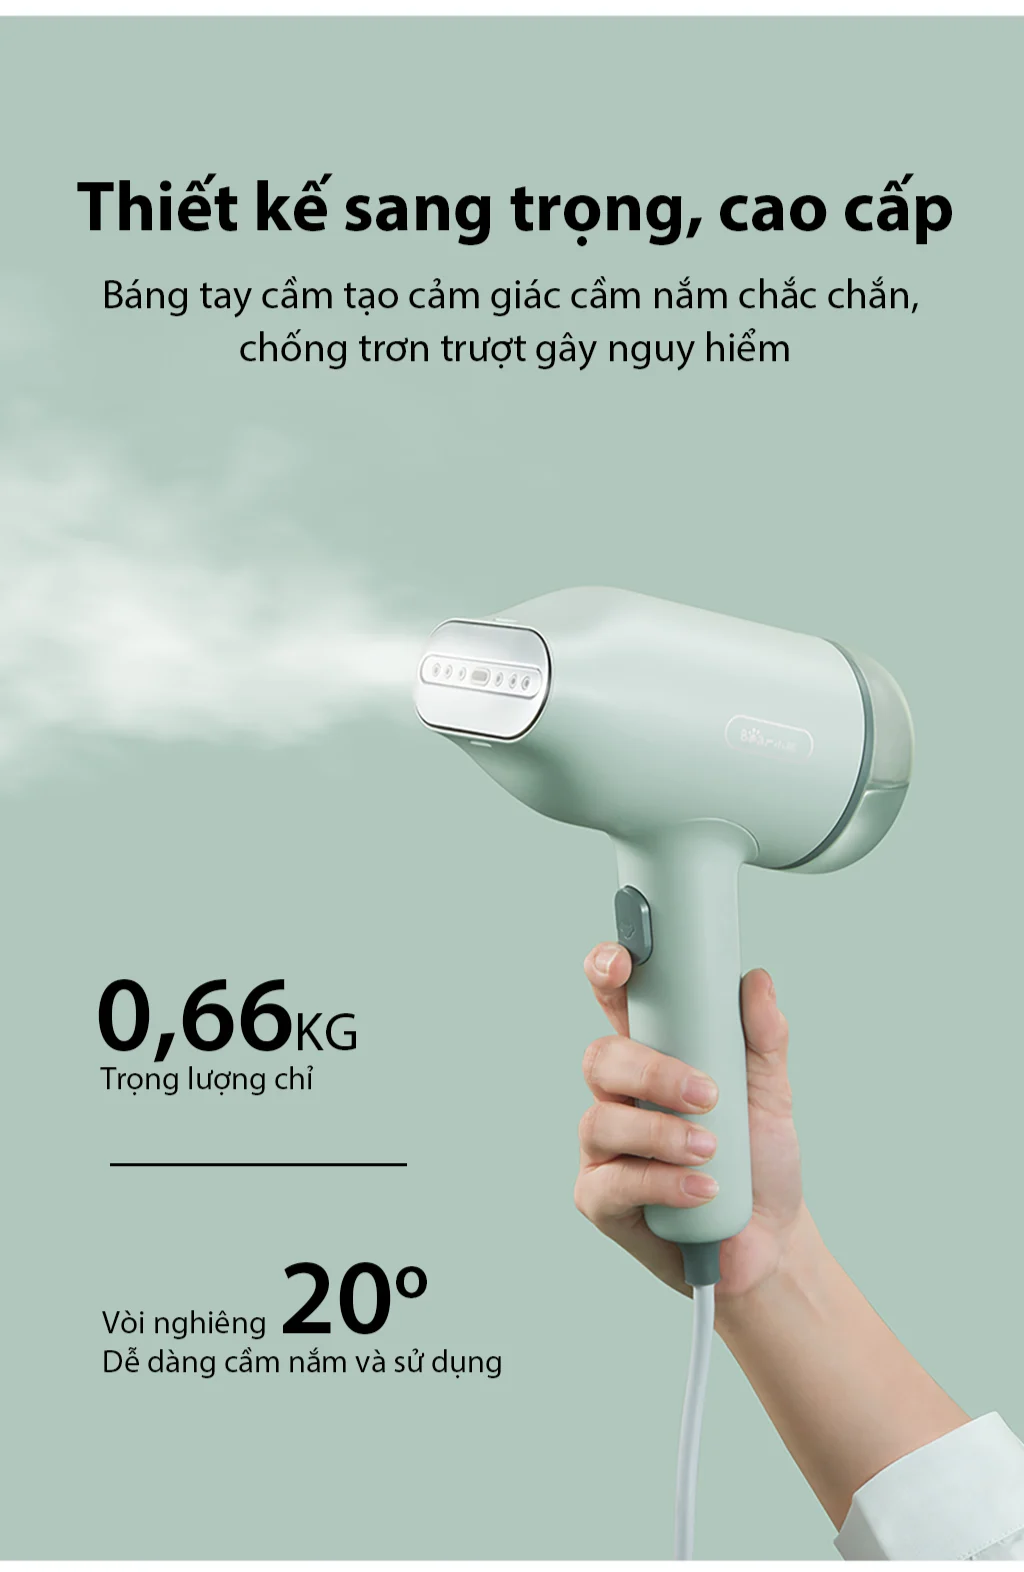 Thiết kế sang trọng, cao cấp
Báng tay cầm tạo cảm giác cầm nắm chắc chắn,
chống trơn trượt gây nguy hiểm
0,66KG
Trọng lượng chỉ
Vòi nghiêng 20º
Dễ dàng cầm nắm và sử dụng